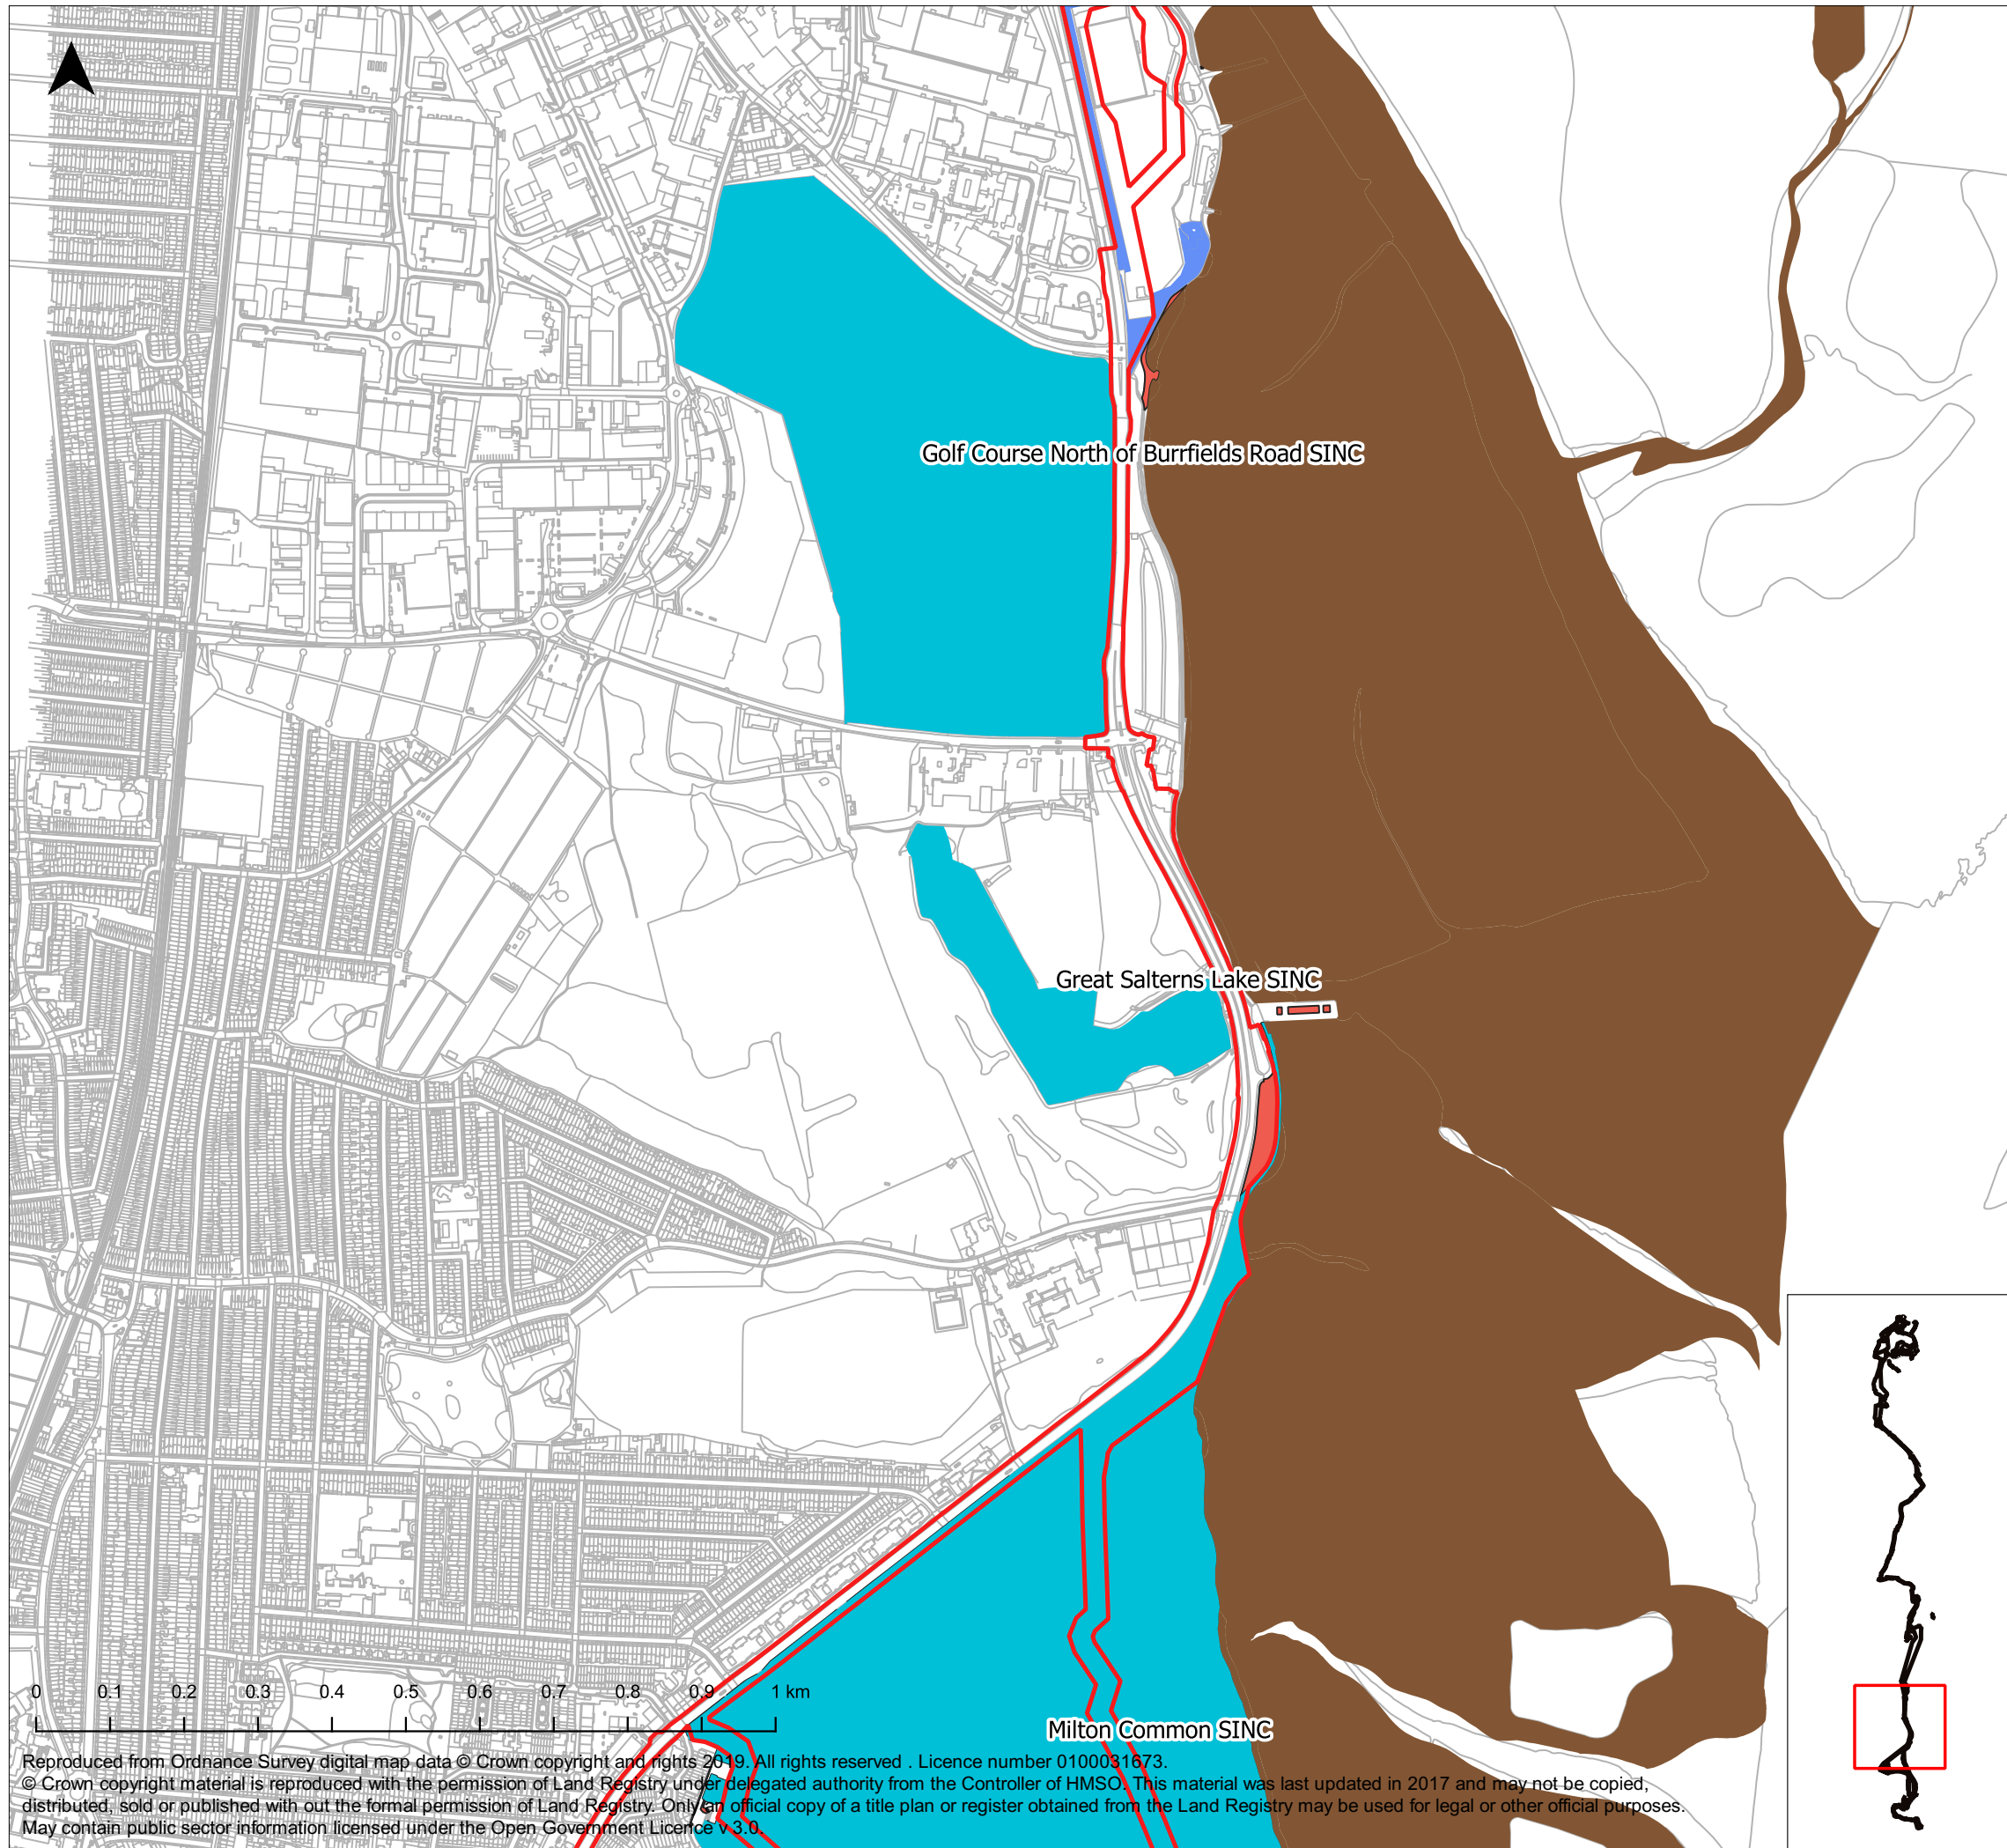 Golf Course North of Burrfields Road SINC
Great Salterns Lake SINC
0 0.1 0.2 0.3 0.4 0.5 0.6 0.7 0.8 0.9 1 km
Milton Common SINC
Reproduced from Ordnance Survey digital map data © Crown copyright and rights 2019. All rights reserved . Licence number 0100031673.
© Crown copyright material is reproduced with the permission of Land Registry under delegated authority from the Controller of HMSO. This material was last updated in 2017 and may not be copied,
distributed, sold or published with out the formal permission of Land Registry. Only an official copy of a title plan or register obtained from the Land Registry may be used for legal or other official purposes.
May contain public sector information licensed under the Open Government Licence v 3.0.